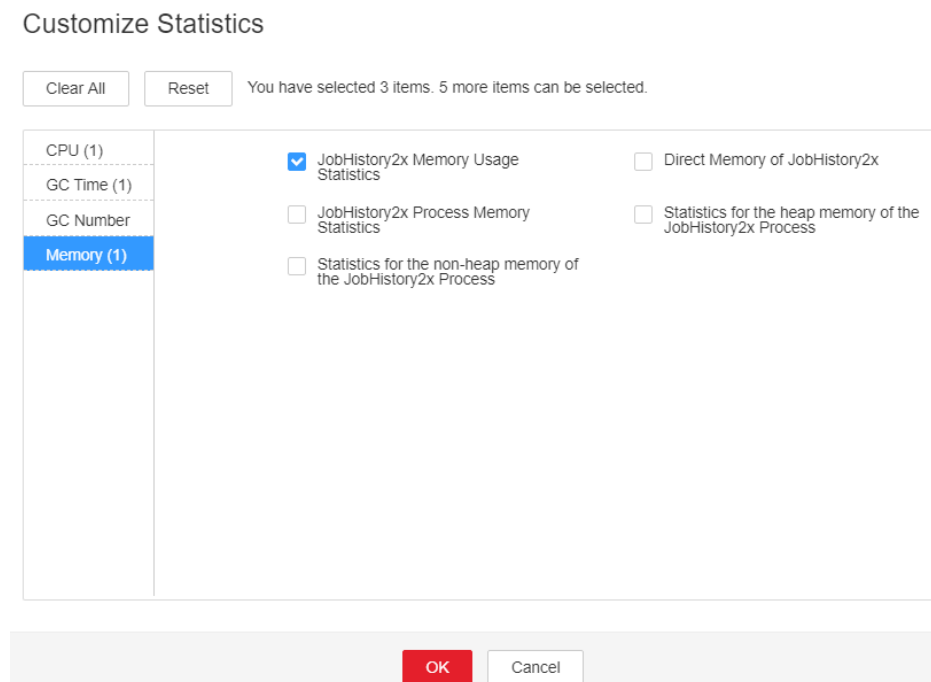 Customize Statistics
Clear All
Reset
You have selected 3 items. 5 more items can be selected.
CPU (1)
GC Time (1)
GC Number
Memory (1)
JobHistory2x Memory Usage
Statistics
Direct Memory of JobHistory2x
JobHistory2x Process Memory
Statistics
Statistics for the heap memory of the
JobHistory2x Process
Statistics for the non-heap memory of
the JobHistory2x Process
OK
Cancel